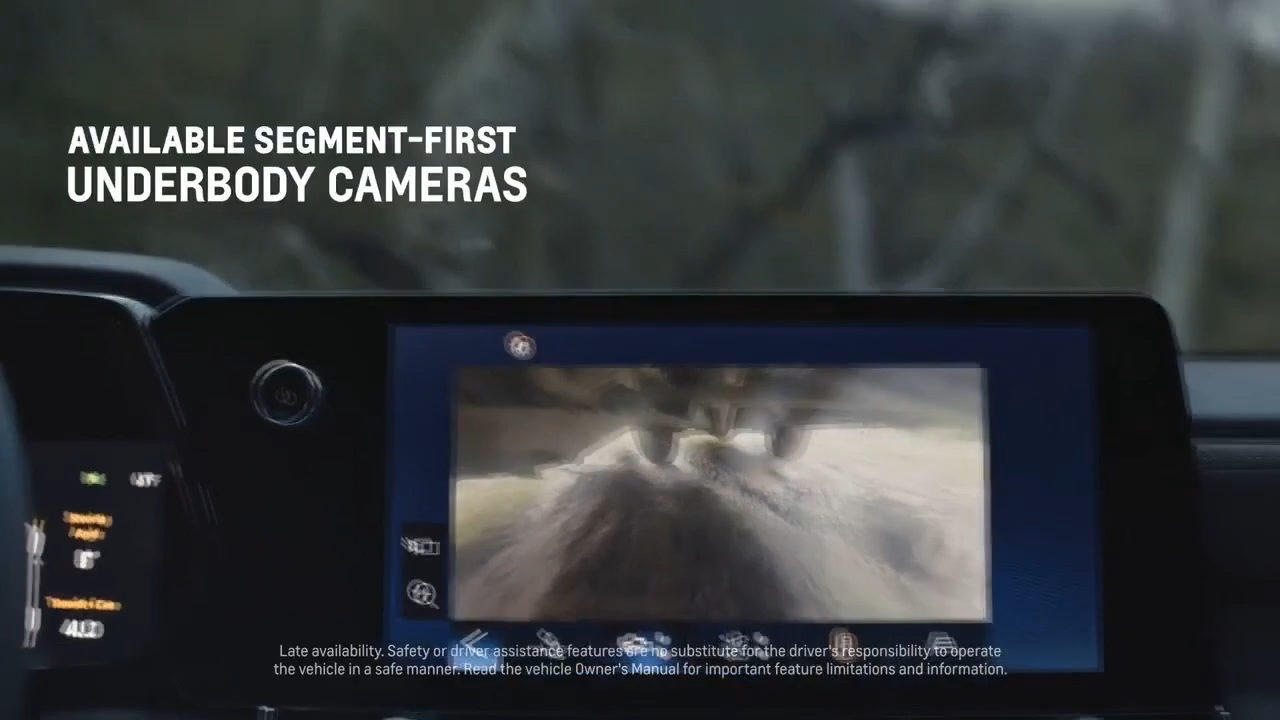 AVAILABLE SEGMENT-FIRST
UNDERBODY CAMERAS
Late availability. Safety or driver assistance features are no substitute for the driver's responsibility to operate
the vehicle in a safe manner. Read the vehicle Owner's Manual for important feature limitations and information.